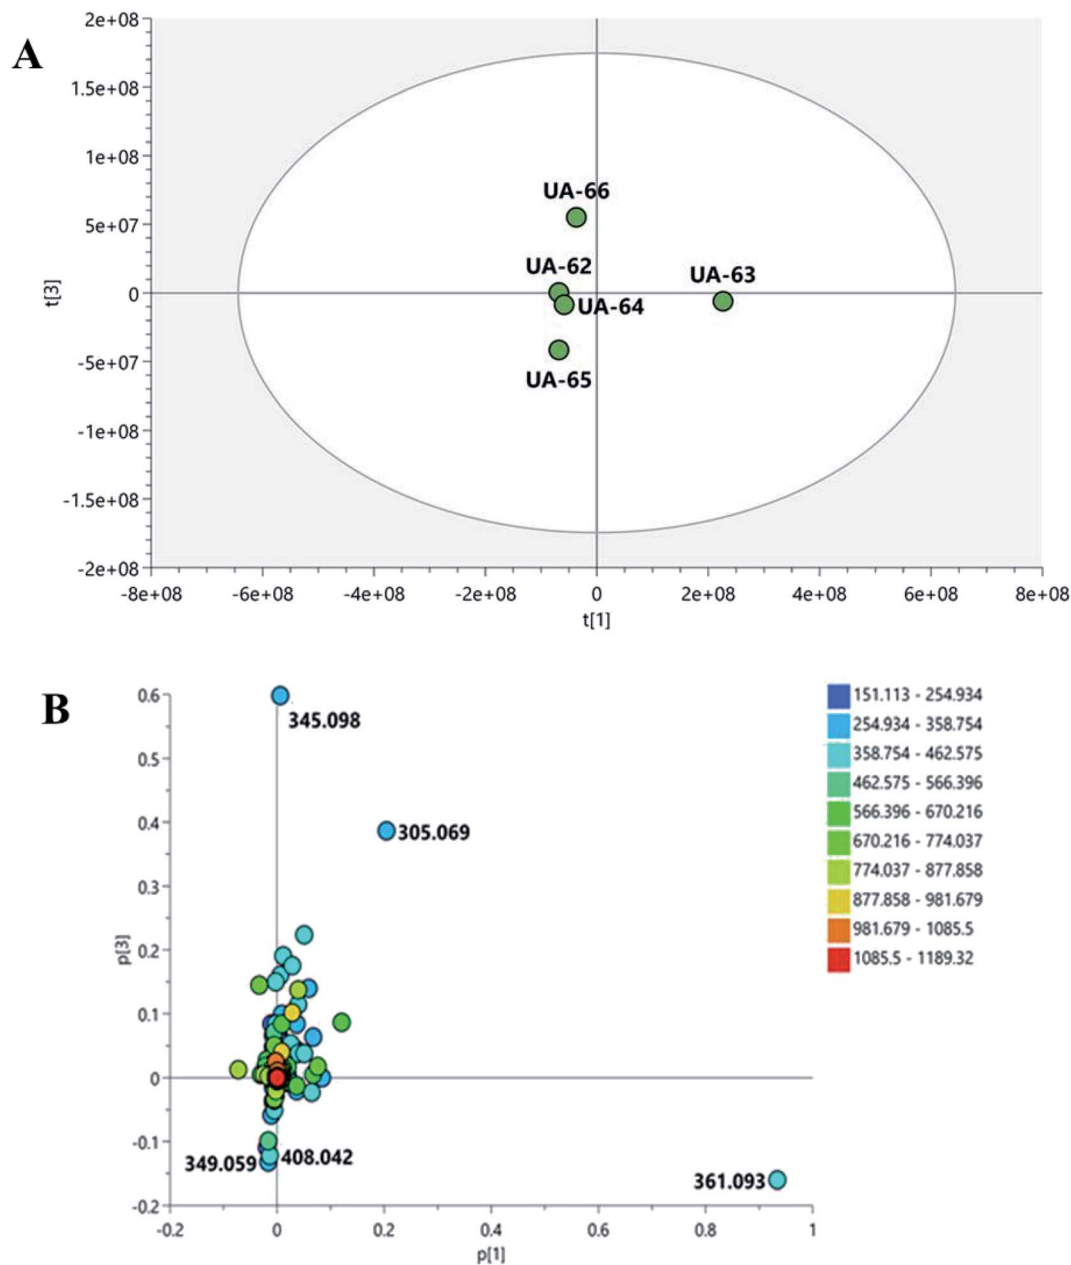 A
2e+08
1.5e+08
1e+08
5e+07
0
-5e+07
-1e+08
-1.5e+08
-2e+08
t[3]
UA-66
UA-62
UA-63
UA-64
UA-65
-8e+08 -6e+08 -4e+08 -2e+08 0 2e+08 4e+08 6e+08 8e+08
t[1]
B
0.6
0.5
0.4
0.3
0.2
0.1
0
-0.1
-0.2
p[3]
345.098
305.069
349.059
408.042
361.093
-0.2 0 0.2 0.4 0.6 0.8 1
p[1]
151.113 - 254.934
254.934 - 358.754
358.754 - 462.575
462.575 - 566.396
566.396 - 670.216
670.216 - 774.037
774.037 - 877.858
877.858 - 981.679
981.679 - 1085.5
1085.5 - 1189.32